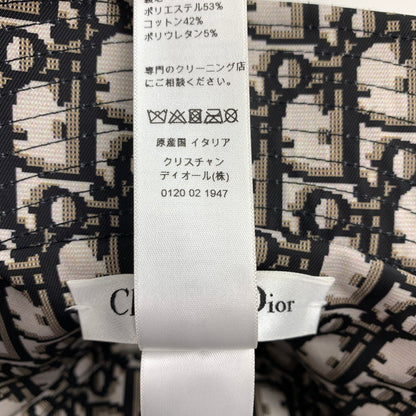 ポリエステル53%
コットン42%
ポリウレタン5%
専門のクリーニング店
にご相談ください。
原産国 イタリア
クリスチャン
ディオール(株)
0120 02 1947
Dior